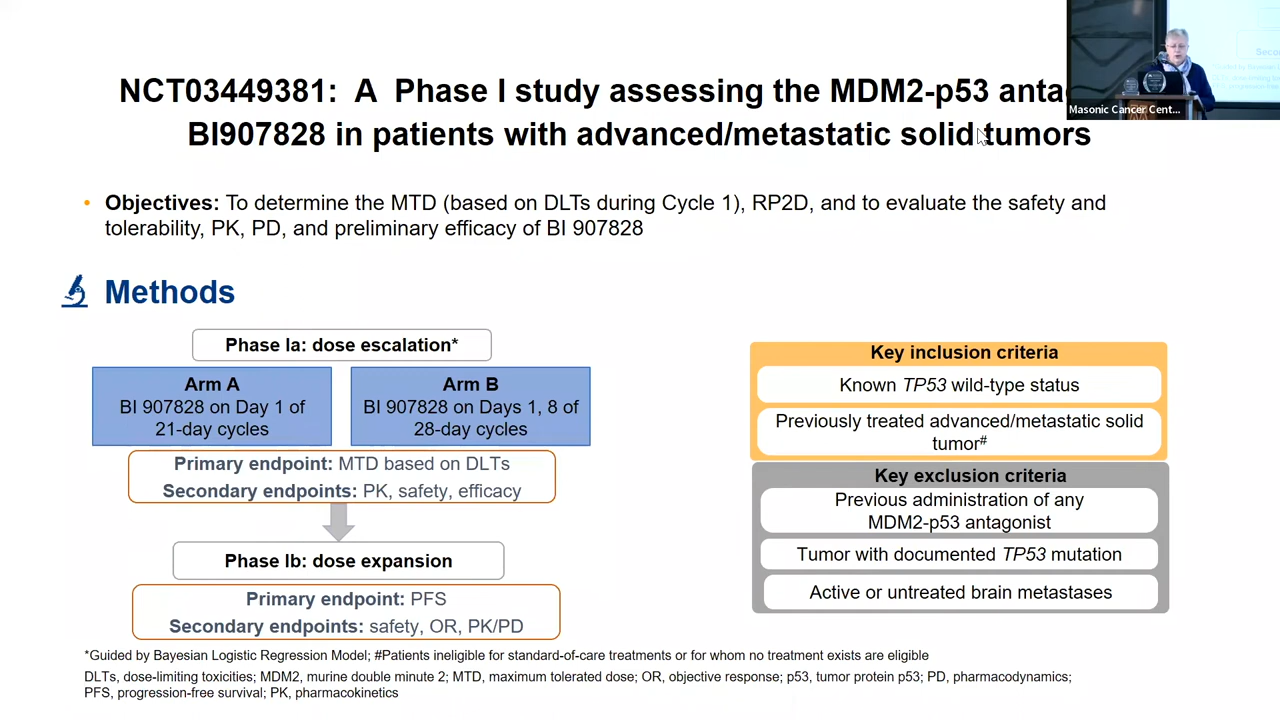 NCT03449381: A Phase I study assessing the MDM2-p53 anta
BI907828 in patients with advanced/metastatic solid tumors
Masonic Cancer Cent...
• Objectives: To determine the MTD (based on DLTs during Cycle 1), RP2D, and to evaluate the safety and
tolerability, PK, PD, and preliminary efficacy of BI 907828
Methods
Phase Ia: dose escalation*
Arm A
BI 907828 on Day 1 of
21-day cycles
Arm B
BI 907828 on Days 1, 8 of
28-day cycles
Primary endpoint: MTD based on DLTs
Secondary endpoints: PK, safety, efficacy
Phase Ib: dose expansion
Primary endpoint: PFS
Secondary endpoints: safety, OR, PK/PD
Key inclusion criteria
Known TP53 wild-type status
Previously treated advanced/metastatic solid
tumor#
Key exclusion criteria
Previous administration of any
MDM2-p53 antagonist
Tumor with documented TP53 mutation
Active or untreated brain metastases
*Guided by Bayesian Logistic Regression Model; #Patients ineligible for standard-of-care treatments or for whom no treatment exists are eligible
DLTs, dose-limiting toxicities; MDM2, murine double minute 2; MTD, maximum tolerated dose; OR, objective response; p53, tumor protein p53; PD, pharmacodynamics;
PFS, progression-free survival; PK, pharmacokinetics